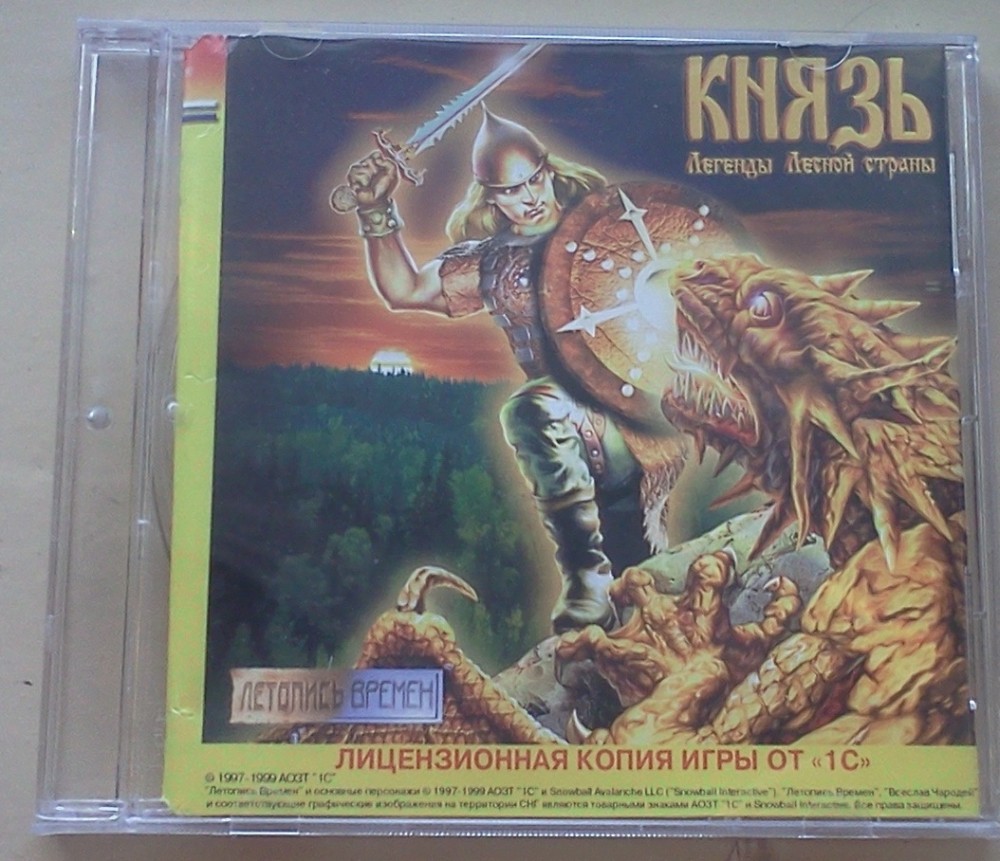 КНЯЗЬ
Легенды Лесной страны
ЛЕТОПИСЬ ВРЕМЕН
ЛИЦЕНЗИОННАЯ КОПИЯ ИГРЫ ОТ «1С»
© 1997-1999 АОЗТ "1С"
"Летопись Времен" и основные персонажи © 1997-1999 АОЗТ "1С" и Snowball Avalanche LLC ("Snowball Interactive"). "Летопись Времен", "Всеслав Чародей"
и соответствующие графические изображения на территории СНГ являются товарными знаками АОЗТ "1С" и Snowball Interactive. Все права защищены.